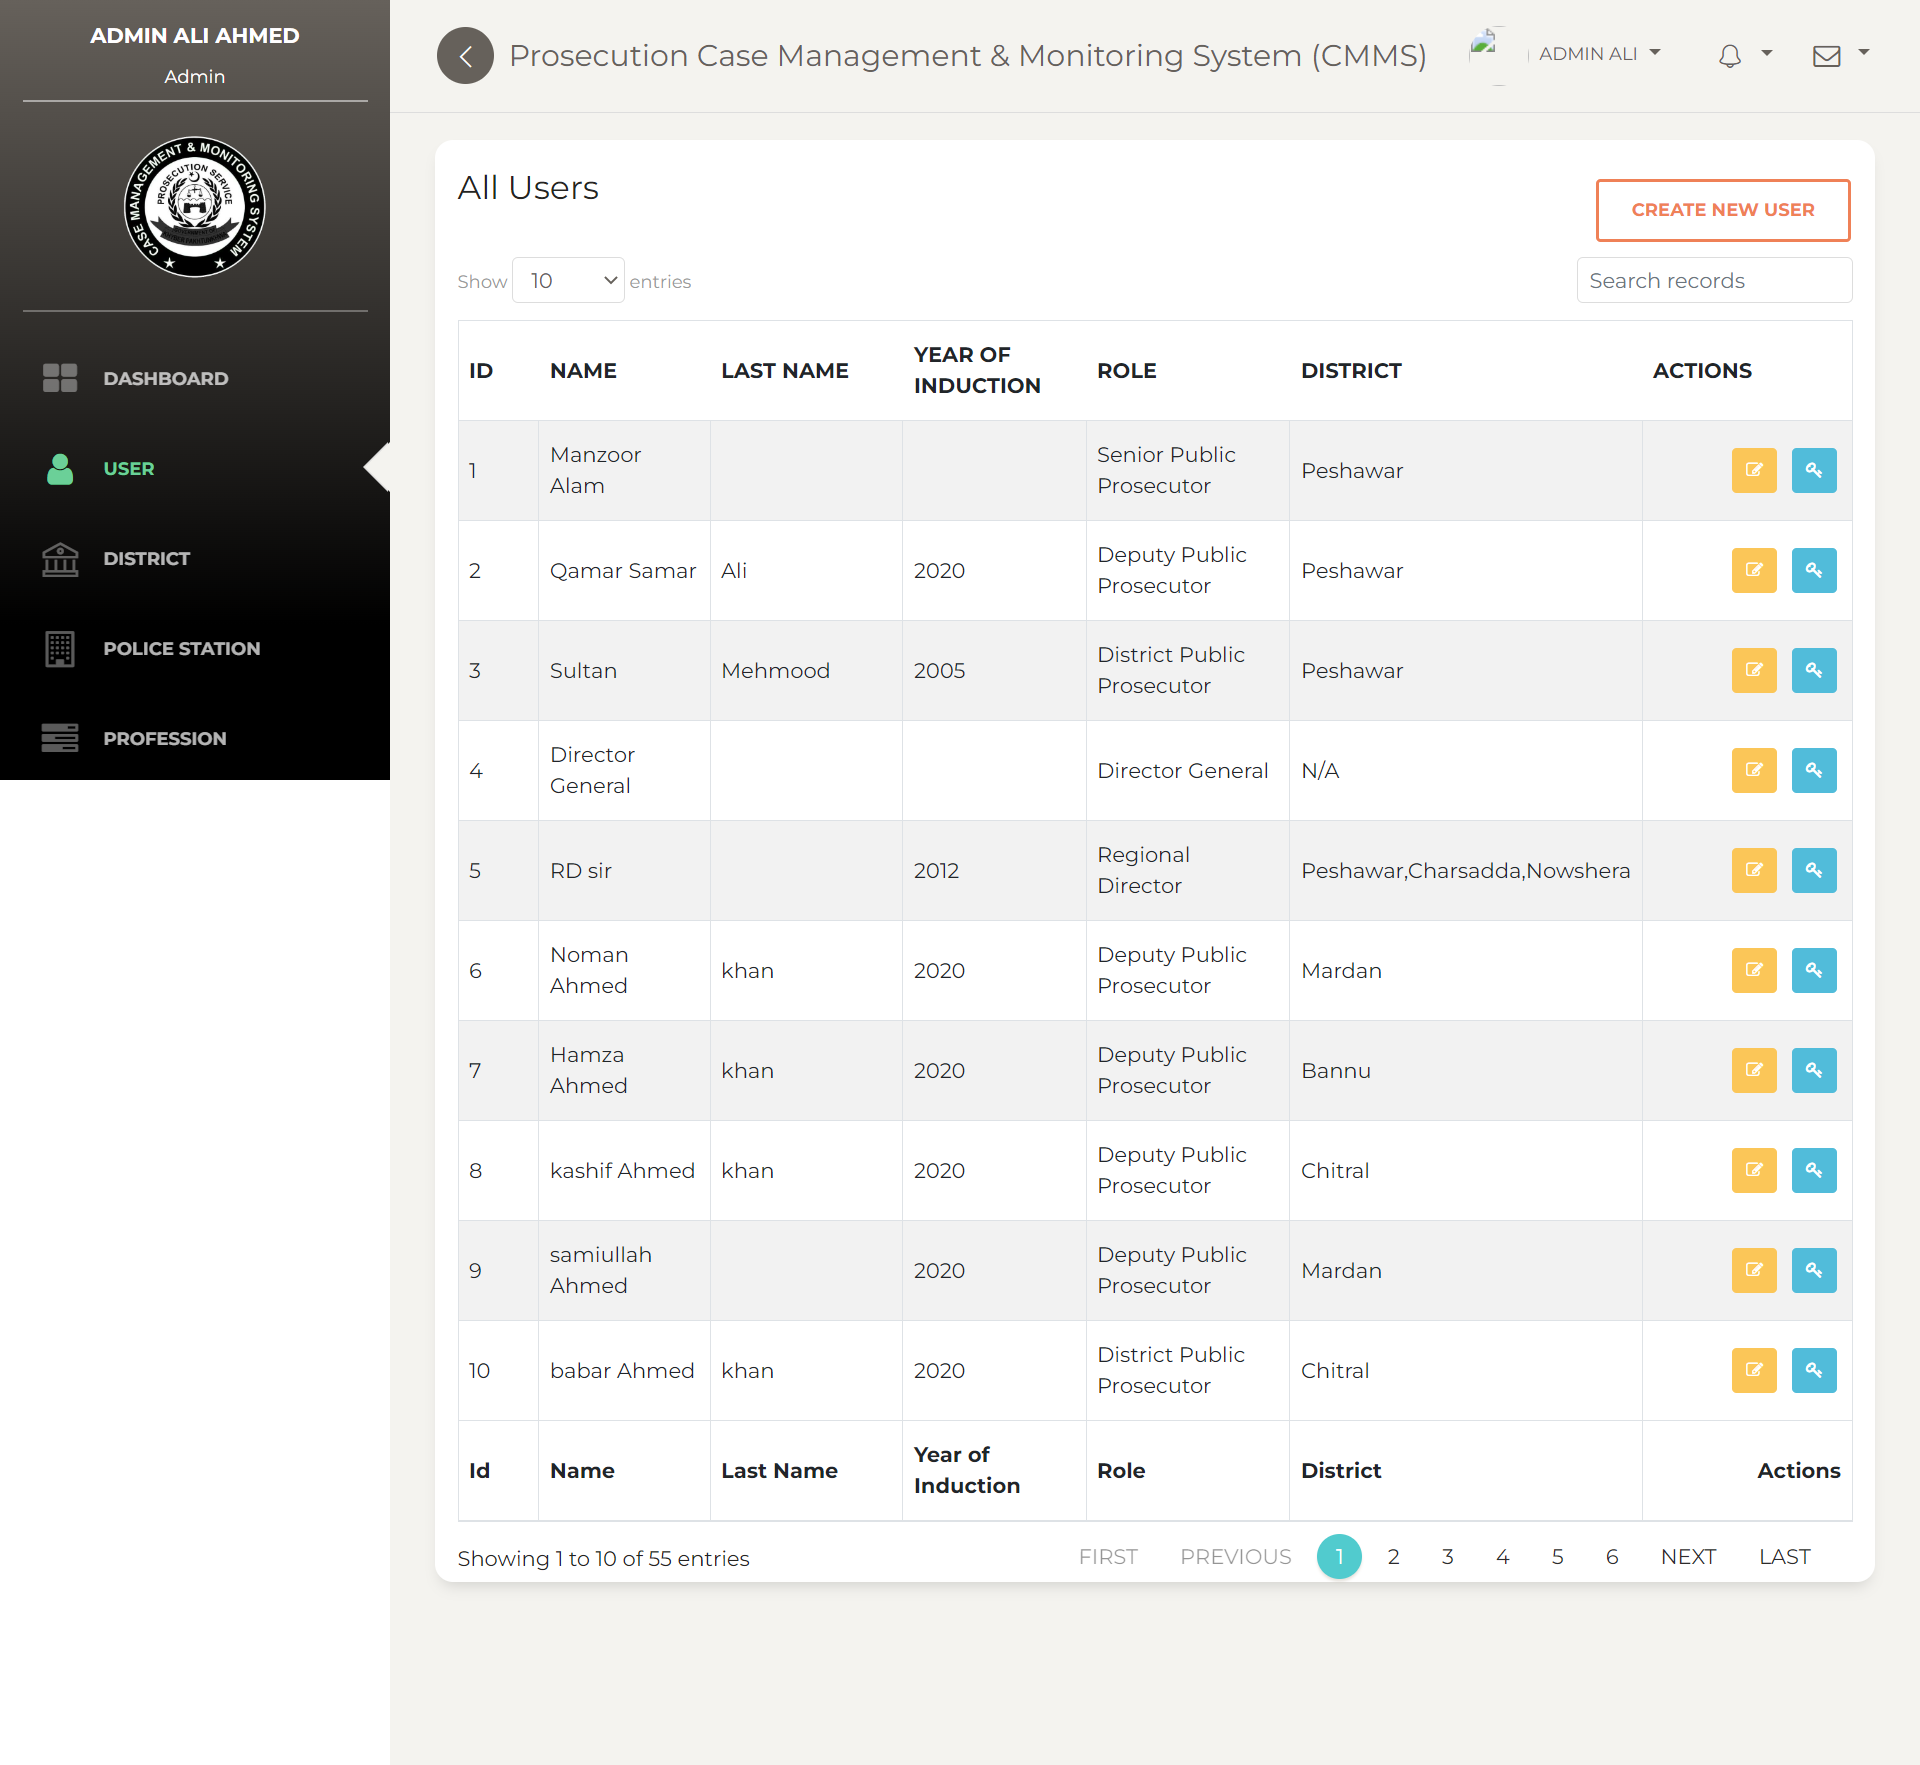 ADMIN ALI AHMED
Admin
CASE MANAGEMENT & MONITORING SYSTEM
PROSECUTION SERVICE
DASHBOARD
USER
DISTRICT
POLICE STATION
PROFESSION
Prosecution Case Management & Monitoring System (CMMS)
ADMIN ALI
All Users
CREATE NEW USER
Show 10 entries
Search records
ID NAME LAST NAME YEAR OF INDUCTION ROLE DISTRICT ACTIONS
1 Manzoor Alam Senior Public Prosecutor Peshawar
2 Qamar Samar Ali 2020 Deputy Public Prosecutor Peshawar
3 Sultan Mehmood 2005 District Public Prosecutor Peshawar
4 Director General Director General N/A
5 RD sir 2012 Regional Director Peshawar,Charsadda,Nowshera
6 Noman Ahmed khan 2020 Deputy Public Prosecutor Mardan
7 Hamza Ahmed khan 2020 Deputy Public Prosecutor Bannu
8 kashif Ahmed khan 2020 Deputy Public Prosecutor Chitral
9 samiullah Ahmed 2020 Deputy Public Prosecutor Mardan
10 babar Ahmed khan 2020 District Public Prosecutor Chitral
Id Name Last Name Year of Induction Role District Actions
Showing 1 to 10 of 55 entries
FIRST PREVIOUS 1 2 3 4 5 6 NEXT LAST